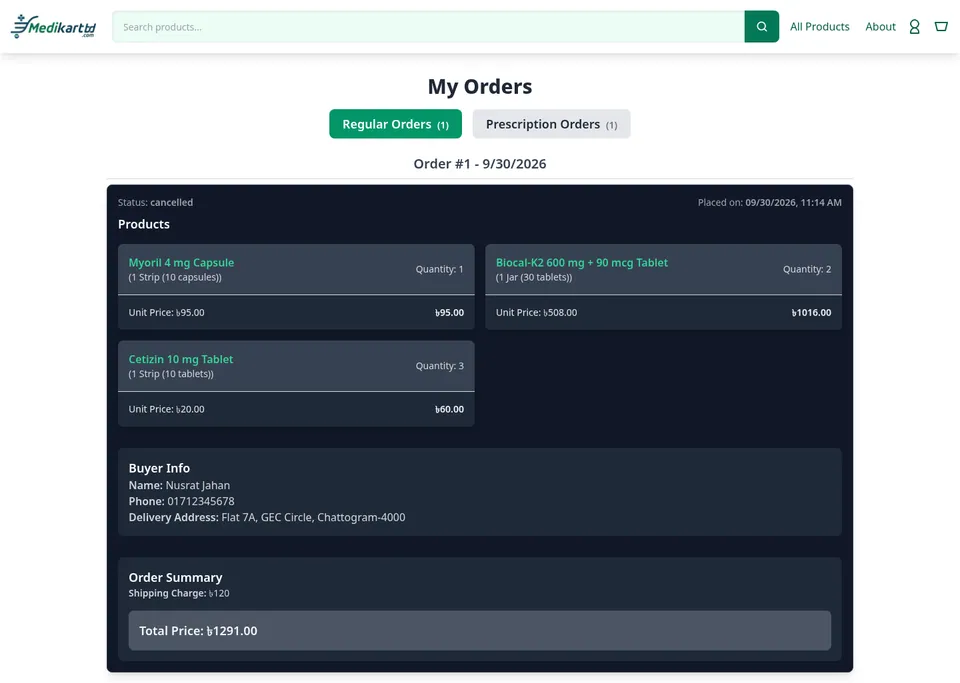 Medikartbd
.com
Search products...
All Products
About
My Orders
Regular Orders (1)
Prescription Orders (1)
Order #1 - 9/30/2026
Status: cancelled
Placed on: 09/30/2026, 11:14 AM
Products
Myoril 4 mg Capsule
(1 Strip (10 capsules))
Quantity: 1
Unit Price: ৳95.00
৳95.00
Biocal-K2 600 mg + 90 mcg Tablet
(1 Jar (30 tablets))
Quantity: 2
Unit Price: ৳508.00
৳1016.00
Cetizin 10 mg Tablet
(1 Strip (10 tablets))
Quantity: 3
Unit Price: ৳20.00
৳60.00
Buyer Info
Name: Nusrat Jahan
Phone: 01712345678
Delivery Address: Flat 7A, GEC Circle, Chattogram-4000
Order Summary
Shipping Charge: ৳120
Total Price: ৳1291.00